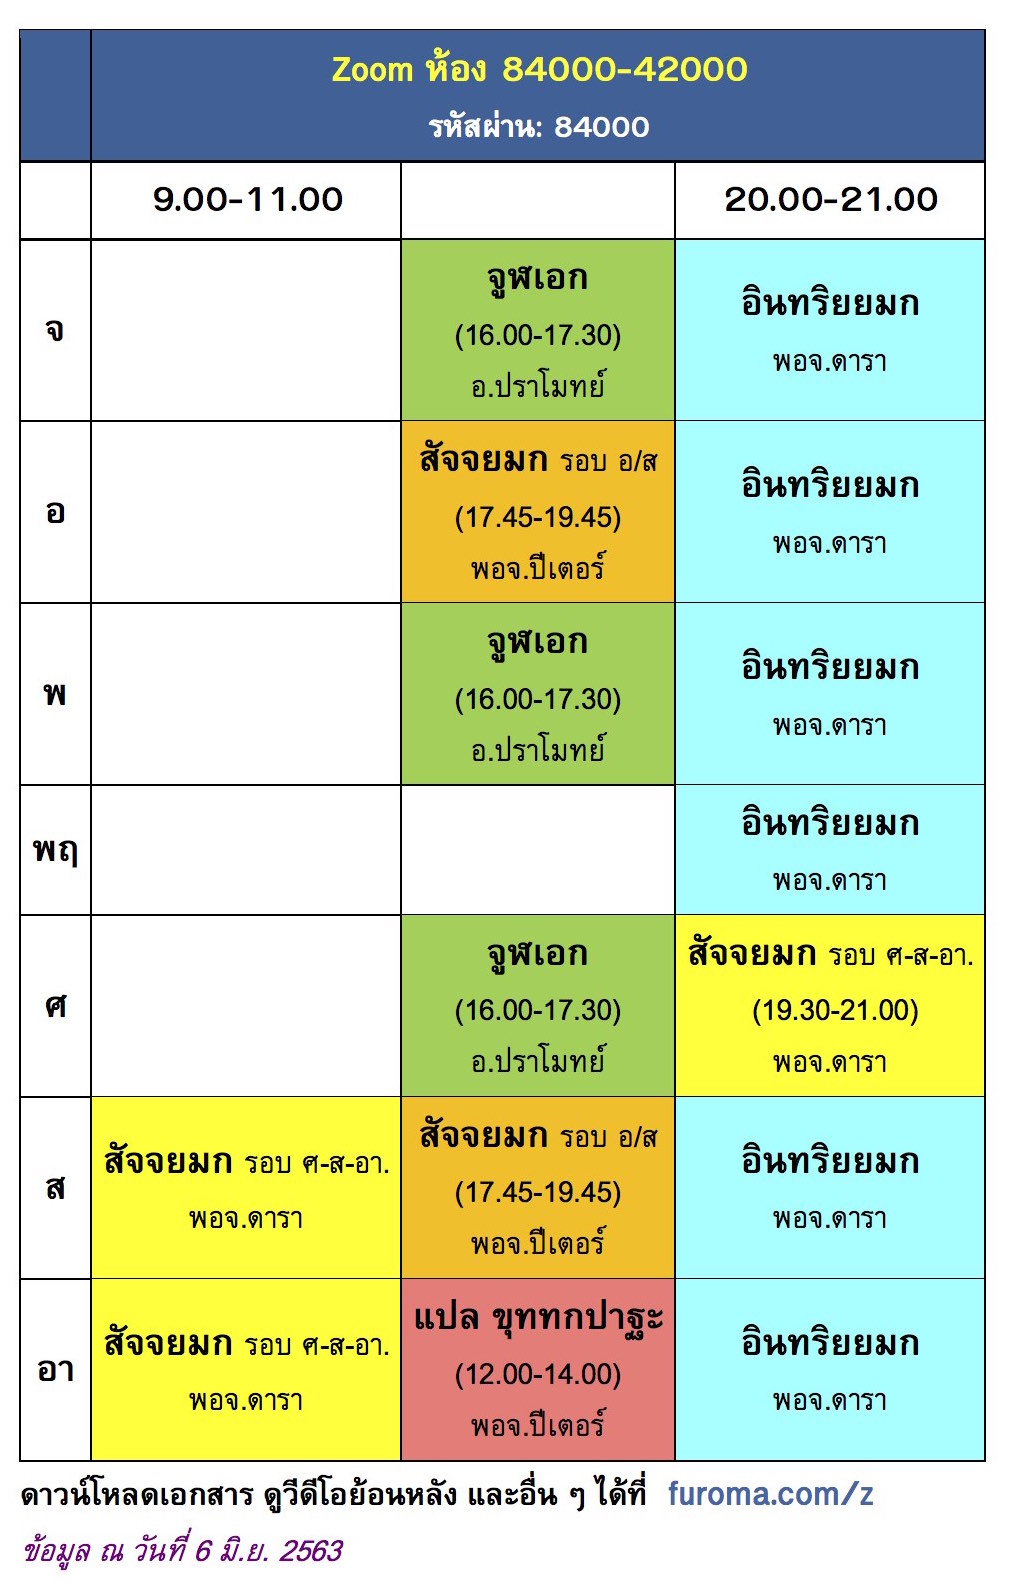 Zoom ห้อง 84000-42000
รหัสผ่าน: 84000
9.00-11.00
20.00-21.00
จ
จูฬเอก
(16.00-17.30)
อ.ปราโมทย์
อินทริยยมก
พอจ.ดารา
อ
สัจจยมก รอบ อ/ส
(17.45-19.45)
พอจ.ปีเตอร์
อินทริยยมก
พอจ.ดารา
พ
จูฬเอก
(16.00-17.30)
อ.ปราโมทย์
อินทริยยมก
พอจ.ดารา
พฤ
อินทริยยมก
พอจ.ดารา
ศ
จูฬเอก
(16.00-17.30)
อ.ปราโมทย์
สัจจยมก รอบ ศ-ส-อา.
(19.30-21.00)
พอจ.ดารา
ส
สัจจยมก รอบ ศ-ส-อา.
พอจ.ดารา
สัจจยมก รอบ อ/ส
(17.45-19.45)
พอจ.ปีเตอร์
อินทริยยมก
พอจ.ดารา
อา
สัจจยมก รอบ ศ-ส-อา.
พอจ.ดารา
แปล ขุททกปาฐะ
(12.00-14.00)
พอจ.ปีเตอร์
อินทริยยมก
พอจ.ดารา
ดาวน์โหลดเอกสาร ดูวีดีโอย้อนหลัง และอื่น ๆ ได้ที่ furoma.com/z
ข้อมูล ณ วันที่ 6 มิ.ย. 2563